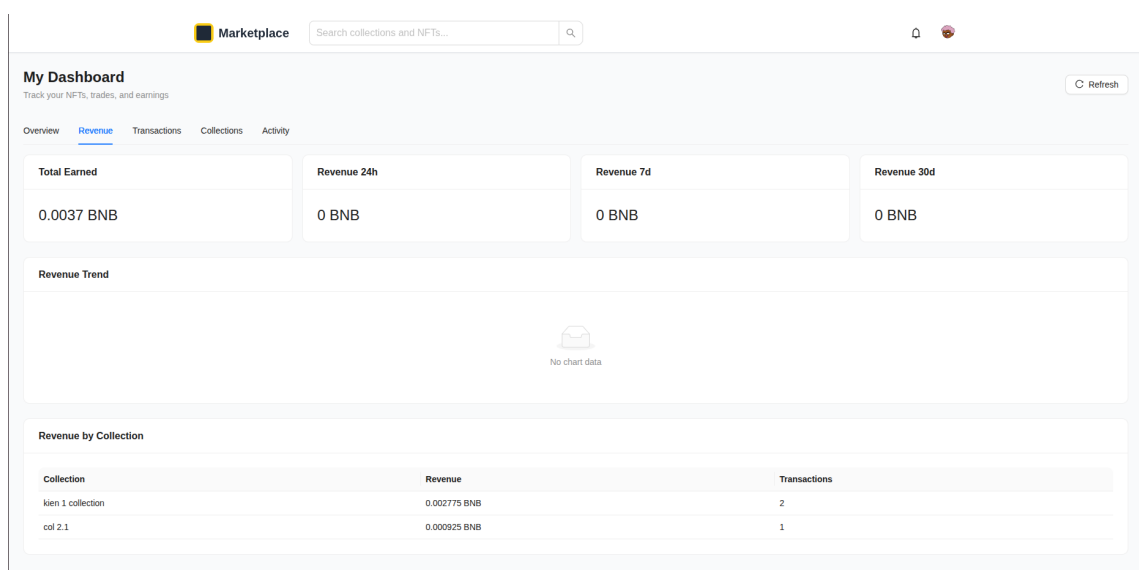 Marketplace
Search collections and NFTs...
My Dashboard
Track your NFTs, trades, and earnings
Refresh
Overview Revenue Transactions Collections Activity
Total Earned
0.0037 BNB
Revenue 24h
0 BNB
Revenue 7d
0 BNB
Revenue 30d
0 BNB
Revenue Trend
No chart data
Revenue by Collection
Collection Revenue Transactions
kien 1 collection 0.002775 BNB 2
col 2.1 0.000925 BNB 1